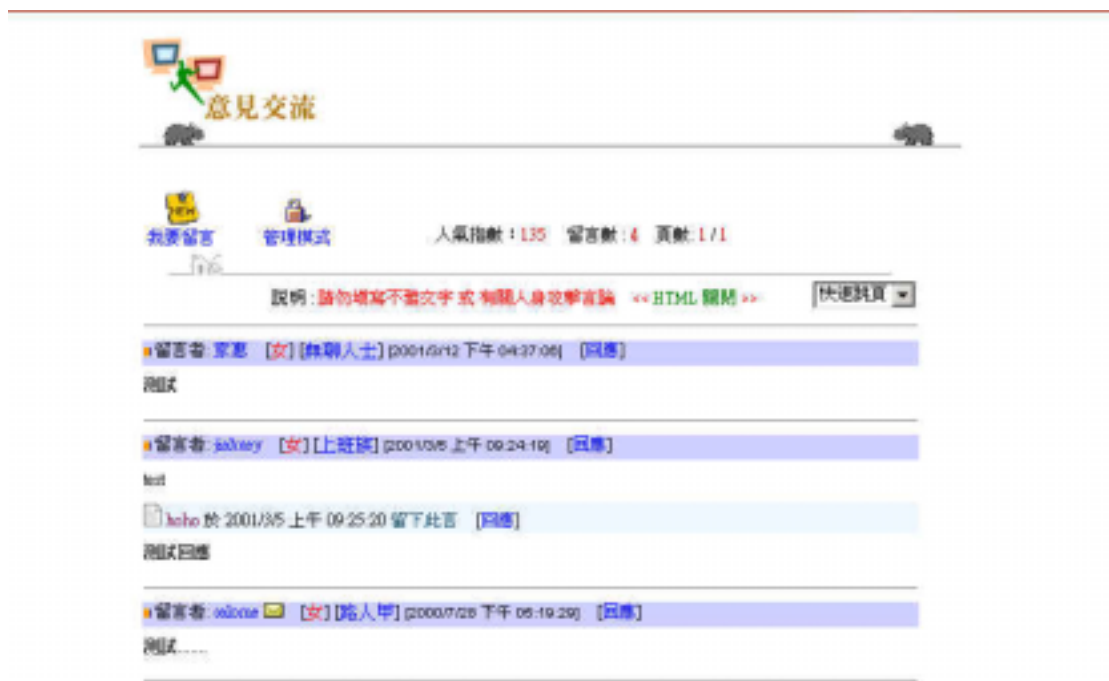 意見交流
我要留言 管理模式 人氣指數：135 留言數：4 頁數:1/1
說明：請勿填寫不雅文字 或 有關人身攻擊言論 << HTML 關閉 >> 快速跳頁
留言者: [女] [無聊人士] [2001/3/12 下午 04:37:06] [回應]
測試
留言者: [女] [上班族] [2001/3/5 上午 09:24:19] [回應]
test
hoho 於 2001/3/5 上午 09:25:20 留下此言 [回應]
測試回應
留言者: salome [女] [路人甲] [2000/7/28 下午 05:19:29] [回應]
測試......